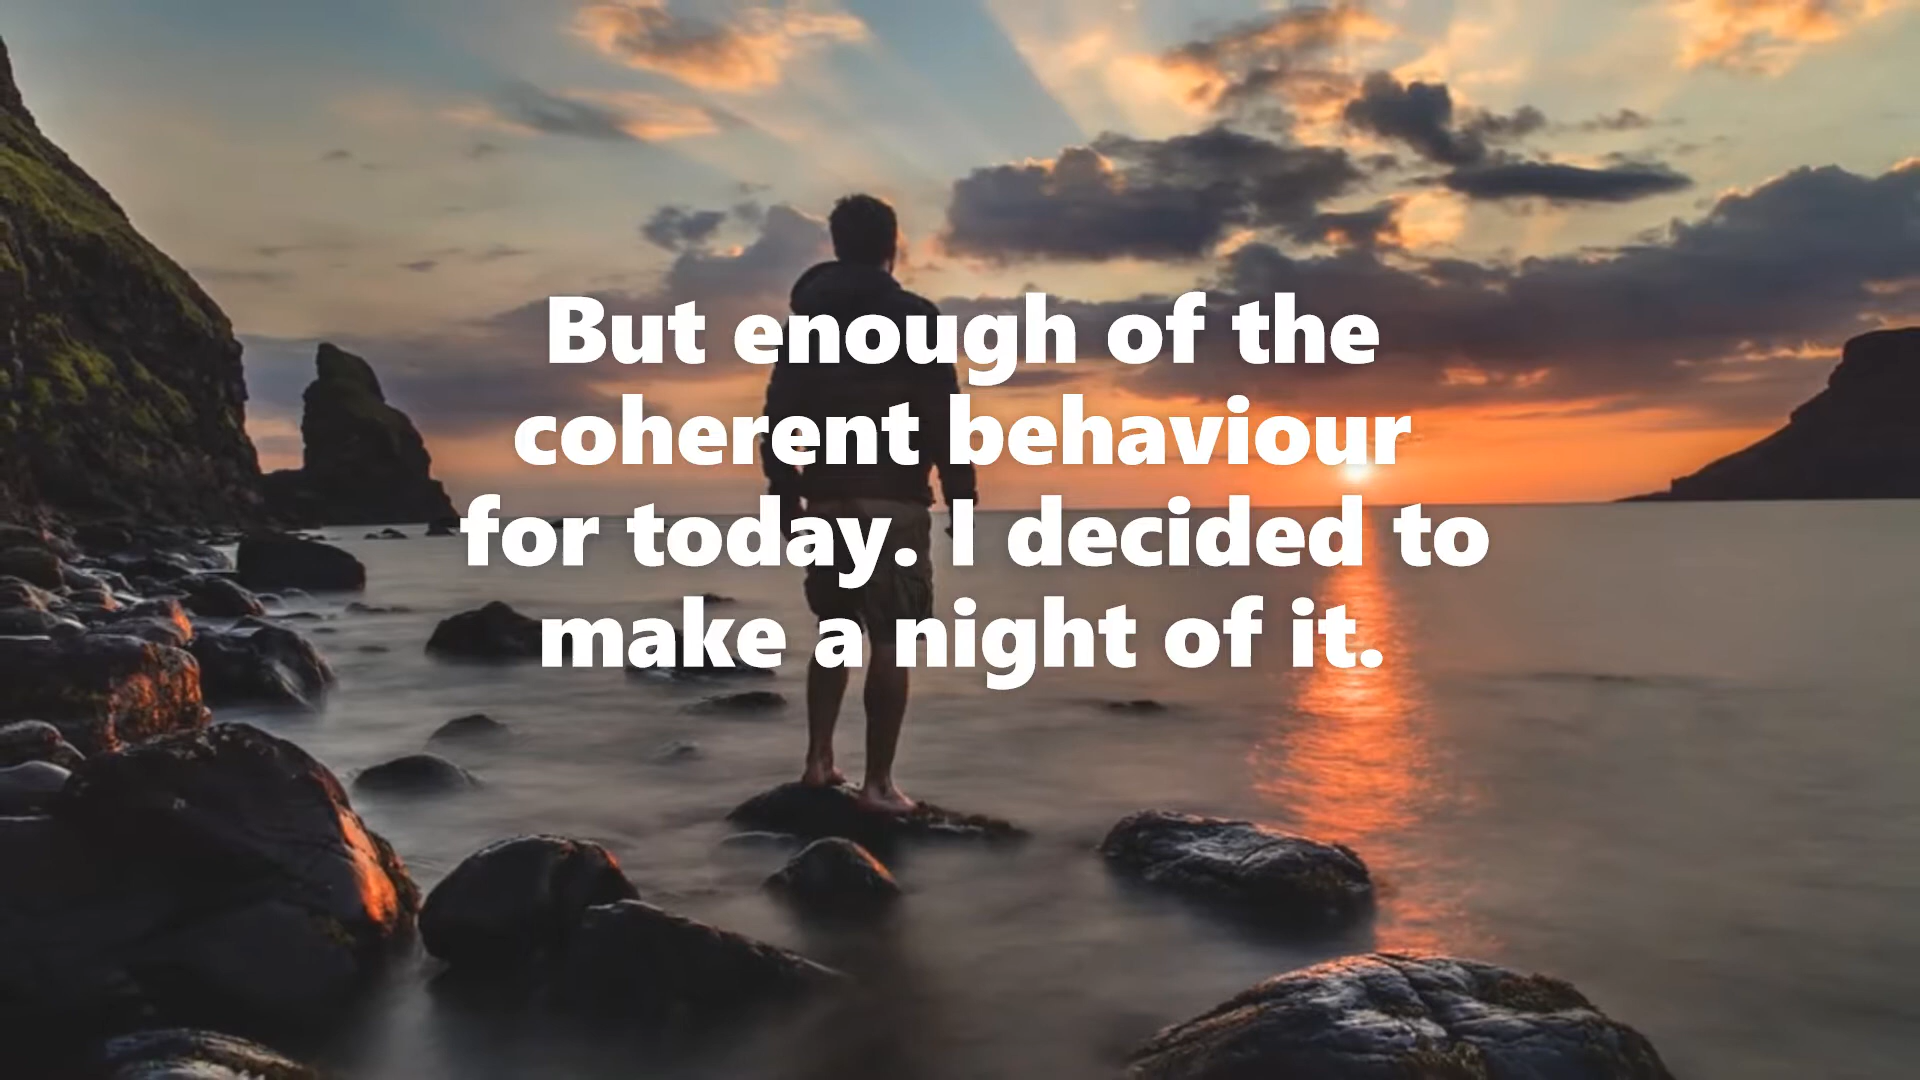 But enough of the
coherent behaviour
for today. I decided to
make a night of it.